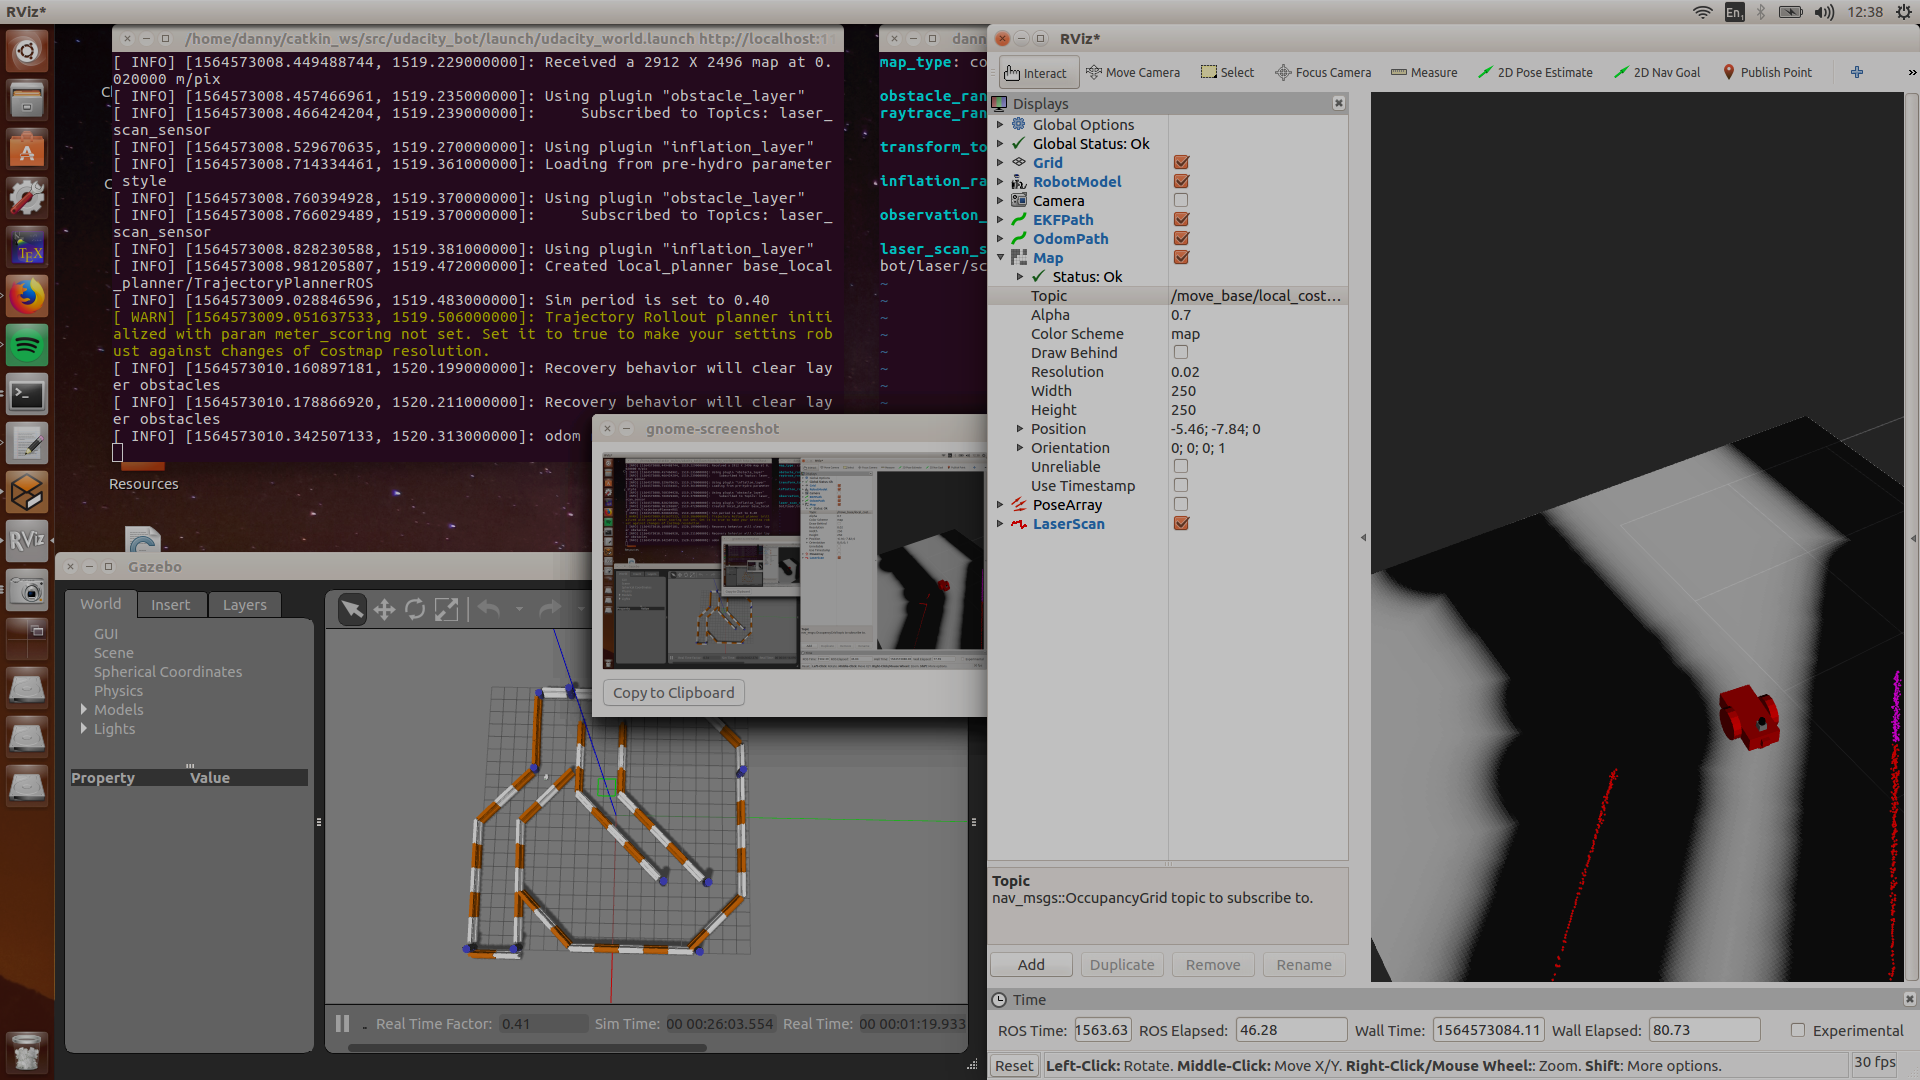 RViz*
En1
12:38
/home/danny/catkin_ws/src/udacity_bot/launch/udacity_world.launch http://localhost:11
[ INFO] [1564573008.449488744, 1519.229000000]: Received a 2912 X 2496 map at 0.
020000 m/pix
[ INFO] [1564573008.457466961, 1519.235000000]: Using plugin "obstacle_layer"
[ INFO] [1564573008.466424204, 1519.239000000]:     Subscribed to Topics: laser_
scan_sensor
[ INFO] [1564573008.529670635, 1519.270000000]: Using plugin "inflation_layer"
[ INFO] [1564573008.714334461, 1519.361000000]: Loading from pre-hydro parameter
 style
[ INFO] [1564573008.760394928, 1519.370000000]: Using plugin "obstacle_layer"
[ INFO] [1564573008.766029489, 1519.370000000]:     Subscribed to Topics: laser_
scan_sensor
[ INFO] [1564573008.828230588, 1519.381000000]: Using plugin "inflation_layer"
[ INFO] [1564573008.981205807, 1519.472000000]: Created local_planner base_local
_planner/TrajectoryPlannerROS
[ INFO] [1564573009.028846596, 1519.483000000]: Sim period is set to 0.40
[ WARN] [1564573009.051637533, 1519.506000000]: Trajectory Rollout planner initi
alized with param meter_scoring not set. Set it to true to make your settins rob
ust against changes of costmap resolution.
[ INFO] [1564573010.160897181, 1520.199000000]: Recovery behavior will clear lay
er obstacles
[ INFO] [1564573010.178866920, 1520.211000000]: Recovery behavior will clear lay
er obstacles
[ INFO] [1564573010.342507133, 1520.313000000]: odom
Resources
dann
map_type: co
obstacle_ran
raytrace_ran
transform_to
inflation_ra
observation_
laser_scan_s
bot/laser/sc
gnome-screenshot
Copy to Clipboard
Gazebo
World
Insert
Layers
GUI
Scene
Spherical Coordinates
Physics
Models
Lights
Property
Value
Real Time Factor: 0.41
Sim Time: 00 00:26:03.554
Real Time: 00 00:01:19.933
RViz*
Interact
Move Camera
Select
Focus Camera
Measure
2D Pose Estimate
2D Nav Goal
Publish Point
Displays
Global Options
Global Status: Ok
Grid
RobotModel
Camera
EKFPath
OdomPath
Map
Status: Ok
Topic /move_base/local_cost...
Alpha 0.7
Color Scheme map
Draw Behind
Resolution 0.02
Width 250
Height 250
Position -5.46; -7.84; 0
Orientation 0; 0; 0; 1
Unreliable
Use Timestamp
PoseArray
LaserScan
Topic
nav_msgs::OccupancyGrid topic to subscribe to.
Add
Duplicate
Remove
Rename
Time
ROS Time: 1563.63
ROS Elapsed: 46.28
Wall Time: 1564573084.11
Wall Elapsed: 80.73
Experimental
Reset
Left-Click: Rotate. Middle-Click: Move X/Y. Right-Click/Mouse Wheel:: Zoom. Shift: More options.
30 fps